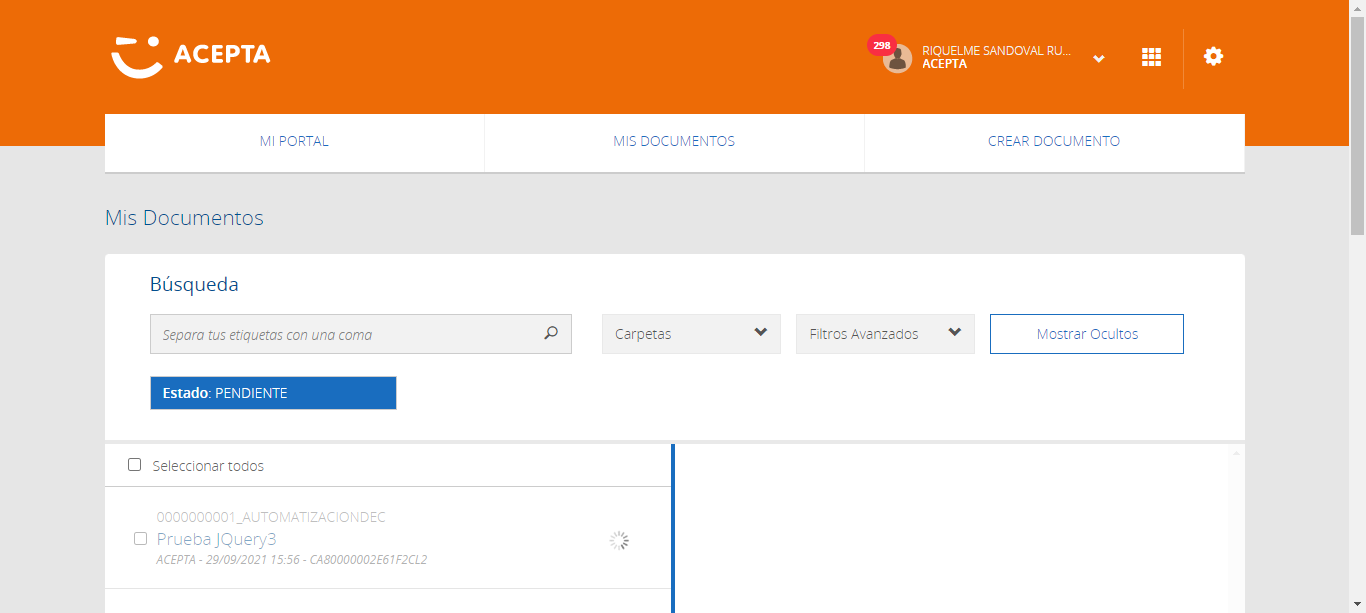 ACEPTA
298
RIQUELME SANDOVAL RU...
ACEPTA
MI PORTAL
MIS DOCUMENTOS
CREAR DOCUMENTO
Mis Documentos
Búsqueda
Separa tus etiquetas con una coma
Carpetas
Filtros Avanzados
Mostrar Ocultos
Estado: PENDIENTE
Seleccionar todos
0000000001_AUTOMATIZACIONDEC
Prueba JQuery3
ACEPTA - 29/09/2021 15:56 - CA80000002E61F2CL2